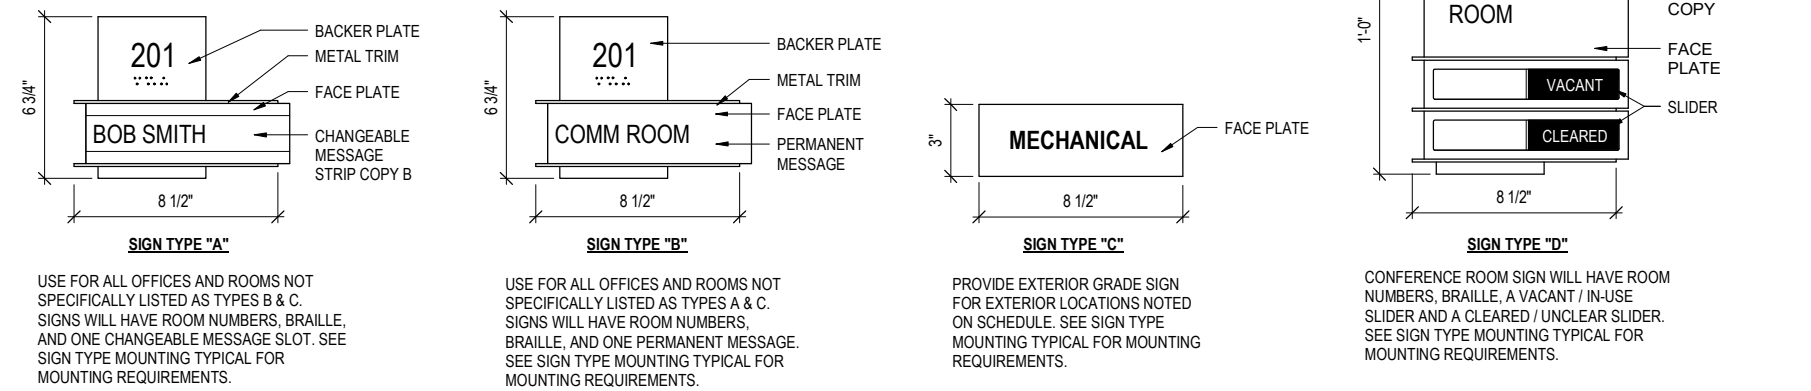 201
BOB SMITH
BACKER PLATE
METAL TRIM
FACE PLATE
CHANGEABLE
MESSAGE
STRIP COPY B
6 3/4"
8 1/2"
SIGN TYPE "A"
USE FOR ALL OFFICES AND ROOMS NOT
SPECIFICALLY LISTED AS TYPES B & C.
SIGNS WILL HAVE ROOM NUMBERS, BRAILLE,
AND ONE CHANGEABLE MESSAGE SLOT. SEE
SIGN TYPE MOUNTING TYPICAL FOR
MOUNTING REQUIREMENTS.
201
COMM ROOM
BACKER PLATE
METAL TRIM
FACE PLATE
PERMANENT
MESSAGE
6 3/4"
8 1/2"
SIGN TYPE "B"
USE FOR ALL OFFICES AND ROOMS NOT
SPECIFICALLY LISTED AS TYPES A & C.
SIGNS WILL HAVE ROOM NUMBERS,
BRAILLE, AND ONE PERMANENT MESSAGE.
SEE SIGN TYPE MOUNTING TYPICAL FOR
MOUNTING REQUIREMENTS.
MECHANICAL
FACE PLATE
3"
8 1/2"
SIGN TYPE "C"
PROVIDE EXTERIOR GRADE SIGN
FOR EXTERIOR LOCATIONS NOTED
ON SCHEDULE. SEE SIGN TYPE
MOUNTING TYPICAL FOR MOUNTING
REQUIREMENTS.
ROOM
COPY
FACE
PLATE
VACANT
SLIDER
CLEARED
1'-0"
8 1/2"
SIGN TYPE "D"
CONFERENCE ROOM SIGN WILL HAVE ROOM
NUMBERS, BRAILLE, A VACANT / IN-USE
SLIDER AND A CLEARED / UNCLEAR SLIDER.
SEE SIGN TYPE MOUNTING TYPICAL FOR
MOUNTING REQUIREMENTS.